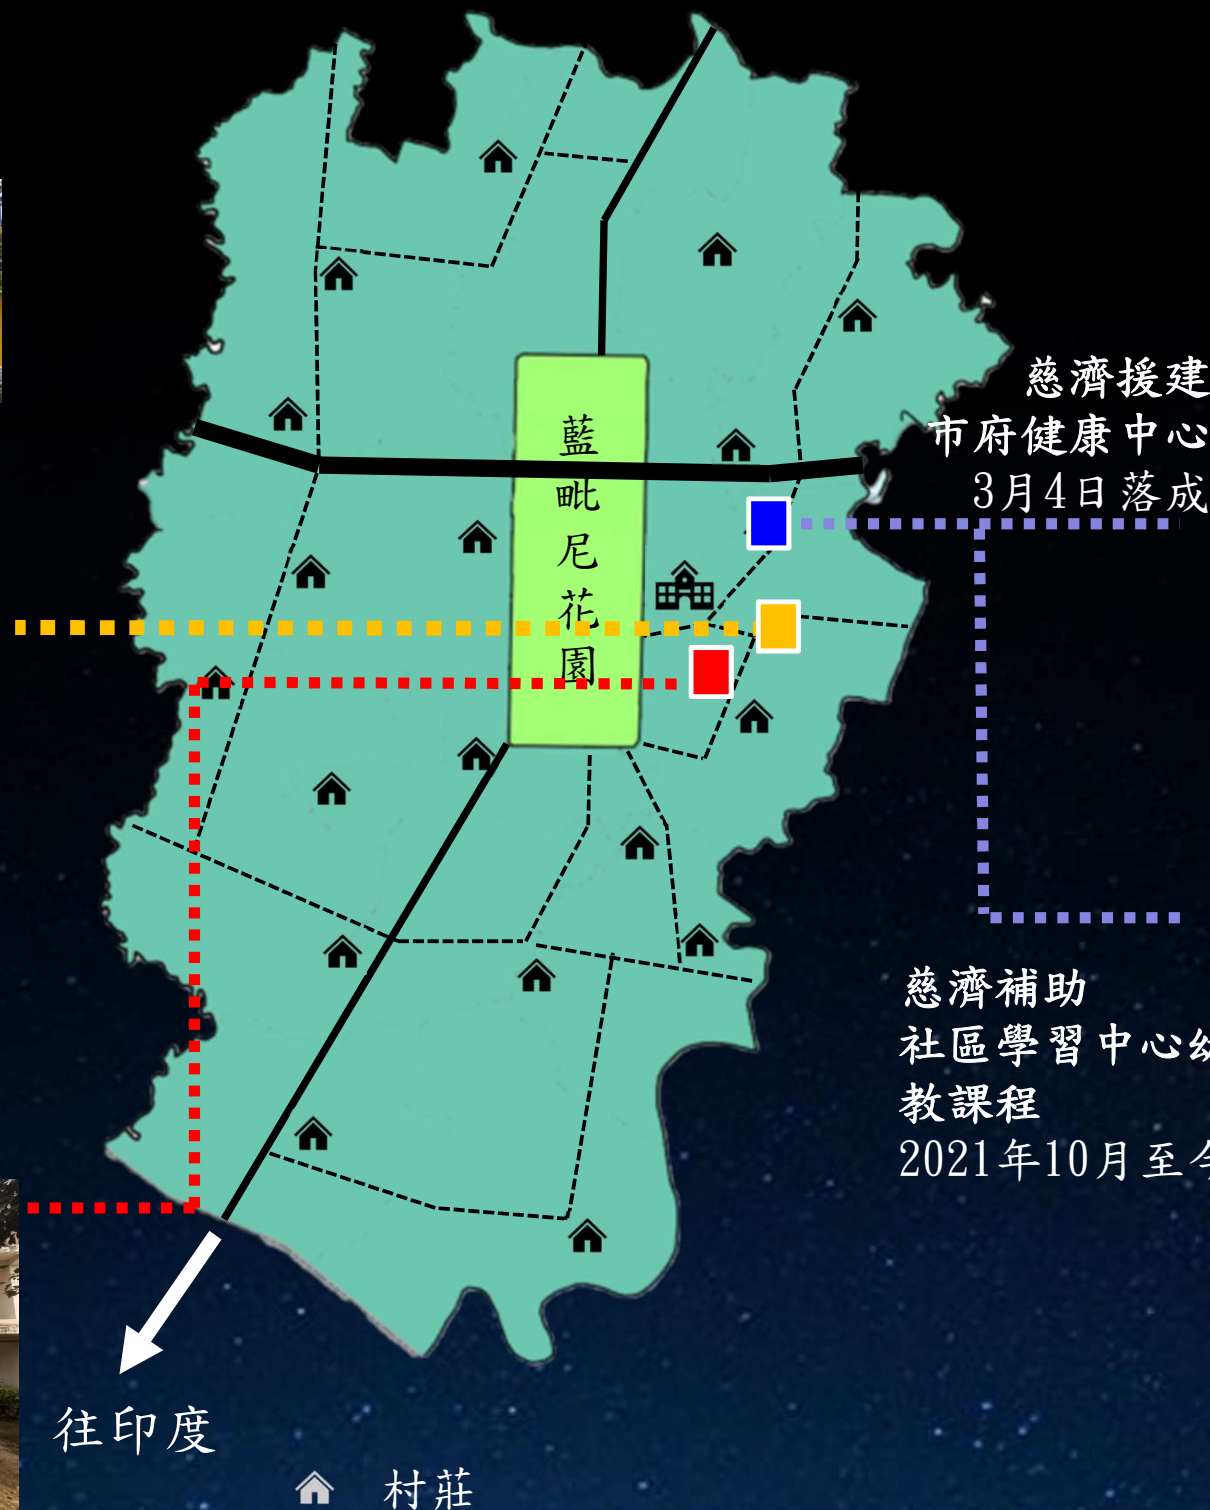 藍毗尼花園
慈濟援建
市府健康中心
3月4日落成
慈濟補助
社區學習中心幼
教課程
2021年10月至今
往印度
村莊